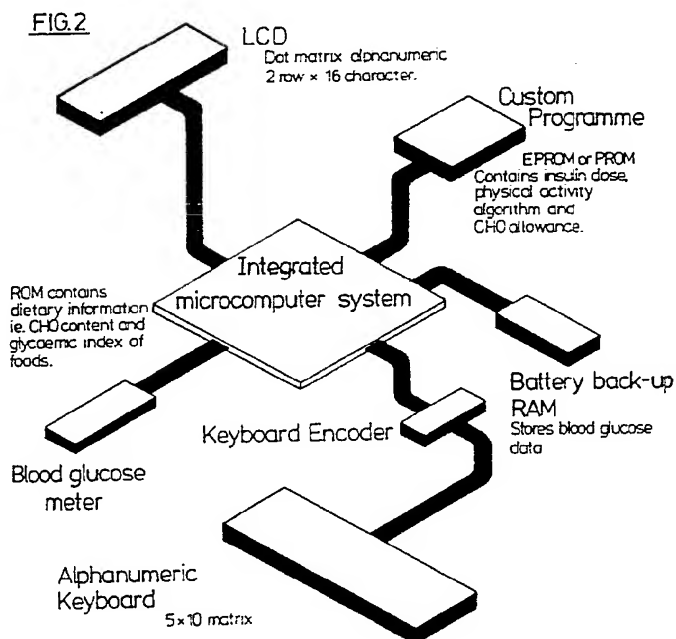 FIG.2
LCD
Dot matrix alphanumeric
2 row × 16 character.
Custom
Programme
EPROM or PROM
Contains insulin dose,
physical activity
algorithm and
CHO allowance.
Integrated
microcomputer system
ROM contains
dietary information
ie. CHO content and
glycaemic index of
foods.
Battery back-up
RAM
Stores blood glucose
data
Keyboard Encoder
Blood glucose
meter
Alphanumeric
Keyboard
5×10 matrix